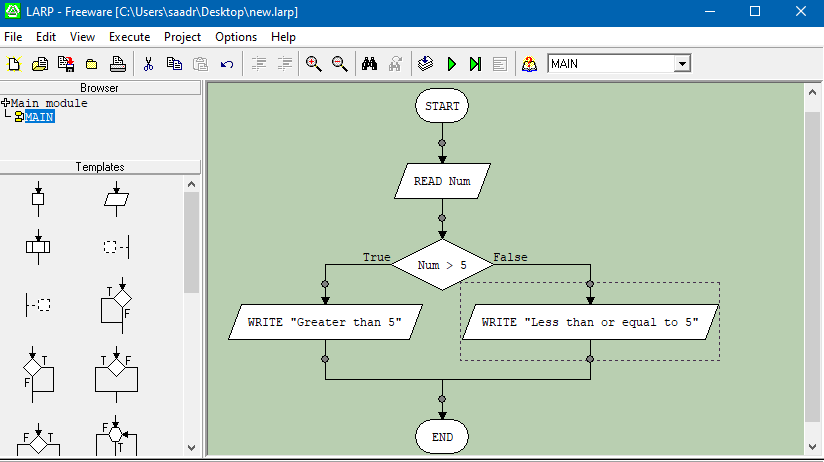 LARP - Freeware [C:\Users\saadr\Desktop\new.larp]
File Edit View Execute Project Options Help
MAIN
Browser
Main module
MAIN
Templates
T
F
T
F
T
F
F
T
F
T
START
READ Num
True
Num > 5
False
WRITE "Greater than 5"
WRITE "Less than or equal to 5"
END